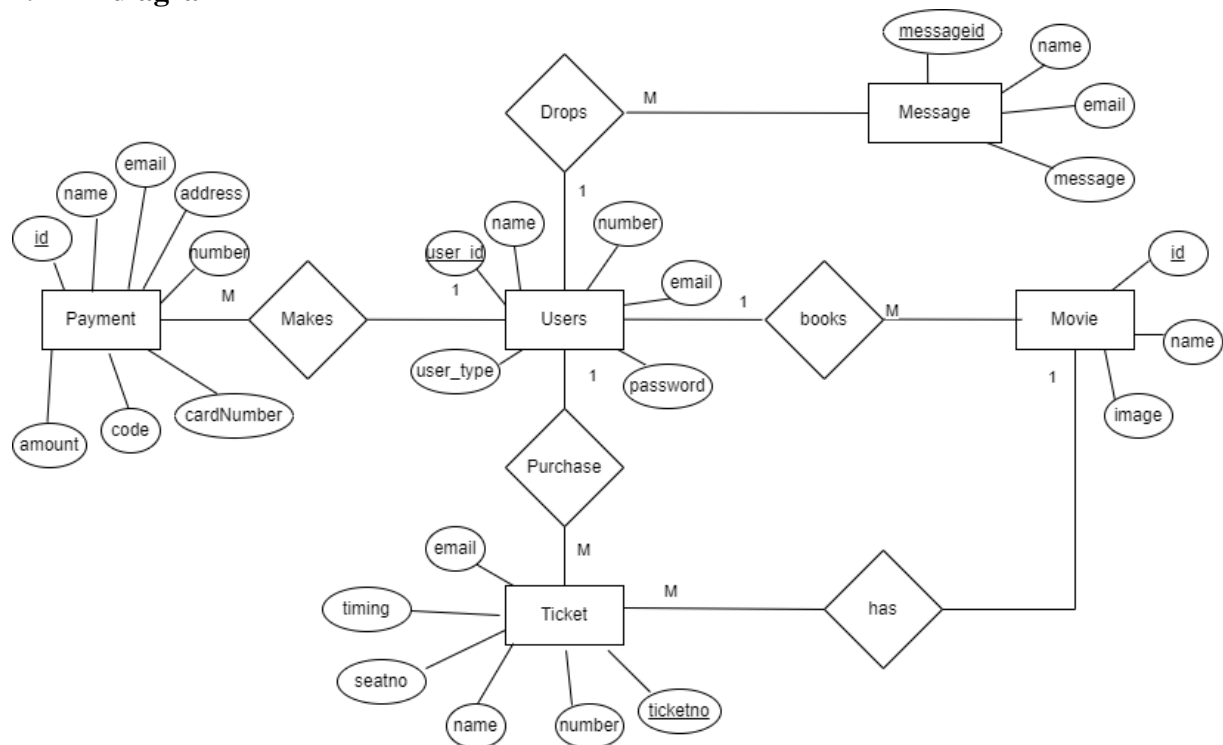 messageid
name
email
message
Message
M
Drops
1
email
name
address
id
number
Payment
M
Makes
1
amount
code
cardNumber
name
number
user_id
email
Users
user_type
password
1
books
M
id
Movie
name
image
1
1
Purchase
M
email
timing
Ticket
seatno
name
number
ticketno
M
has